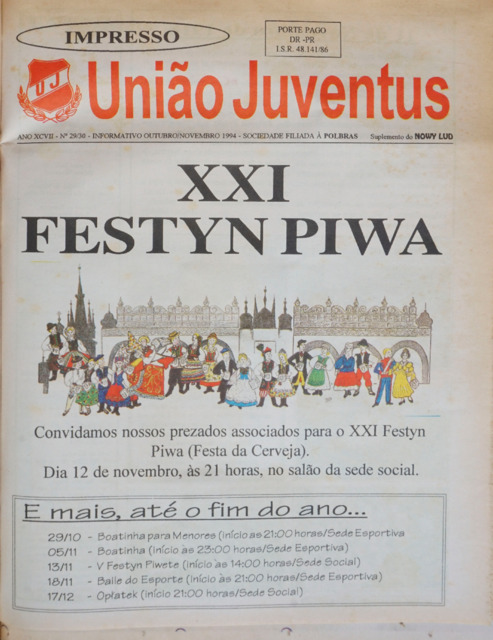 IMPRESSO
PORTE PAGO
DR -PR
I.S.R. 48.141/86
UJ
União Juventus
ANO XCVII - Nº 29/30 - INFORMATIVO OUTUBRO/NOVEMBRO 1994 - SOCIEDADE FILIADA À POLBRAS Suplemento do NOWY LUD
XXI
FESTYN PIWA
Convidamos nossos prezados associados para o XXI Festyn
Piwa (Festa da Cerveja).
Dia 12 de novembro, às 21 horas, no salão da sede social.
E mais, até o fim do ano...
29/10 - Boatinha para Menores (início as 21:00 horas/Sede Esportiva
05/11 - Boatinha (início às 23:00 horas/Sede Esportiva)
13/11 - V Festyn Piwete (início às 14:00 horas/Sede Social)
18/11 - Baile do Esporte (início às 21:00 horas/Sede Esportiva)
17/12 - Opłatek (início 21:00 horas/Sede Social)